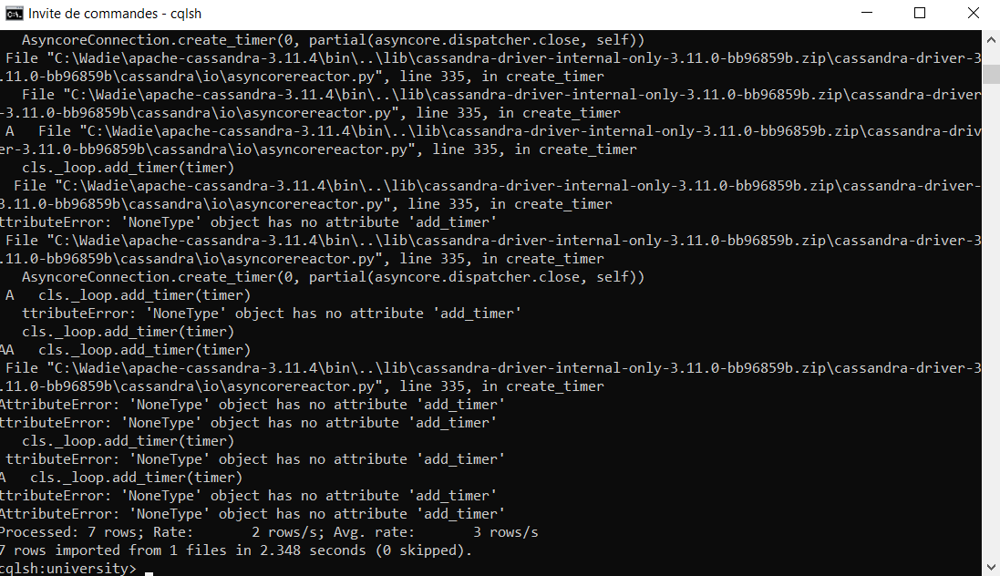 Invite de commandes - cqlsh
AsyncoreConnection.create_timer(0, partial(asyncore.dispatcher.close, self))
File "C:\Wadie\apache-cassandra-3.11.4\bin\..\lib\cassandra-driver-internal-only-3.11.0-bb96859b.zip\cassandra-driver-3
.11.0-bb96859b\cassandra\io\asyncorereactor.py", line 335, in create_timer
File "C:\Wadie\apache-cassandra-3.11.4\bin\..\lib\cassandra-driver-internal-only-3.11.0-bb96859b.zip\cassandra-driver
-3.11.0-bb96859b\cassandra\io\asyncorereactor.py", line 335, in create_timer
A   File "C:\Wadie\apache-cassandra-3.11.4\bin\..\lib\cassandra-driver-internal-only-3.11.0-bb96859b.zip\cassandra-driv
er-3.11.0-bb96859b\cassandra\io\asyncorereactor.py", line 335, in create_timer
cls._loop.add_timer(timer)
File "C:\Wadie\apache-cassandra-3.11.4\bin\..\lib\cassandra-driver-internal-only-3.11.0-bb96859b.zip\cassandra-driver-
3.11.0-bb96859b\cassandra\io\asyncorereactor.py", line 335, in create_timer
ttributeError: 'NoneType' object has no attribute 'add_timer'
File "C:\Wadie\apache-cassandra-3.11.4\bin\..\lib\cassandra-driver-internal-only-3.11.0-bb96859b.zip\cassandra-driver-3
.11.0-bb96859b\cassandra\io\asyncorereactor.py", line 335, in create_timer
AsyncoreConnection.create_timer(0, partial(asyncore.dispatcher.close, self))
A   cls._loop.add_timer(timer)
ttributeError: 'NoneType' object has no attribute 'add_timer'
cls._loop.add_timer(timer)
AA   cls._loop.add_timer(timer)
File "C:\Wadie\apache-cassandra-3.11.4\bin\..\lib\cassandra-driver-internal-only-3.11.0-bb96859b.zip\cassandra-driver-3
.11.0-bb96859b\cassandra\io\asyncorereactor.py", line 335, in create_timer
AttributeError: 'NoneType' object has no attribute 'add_timer'
ttributeError: 'NoneType' object has no attribute 'add_timer'
cls._loop.add_timer(timer)
ttributeError: 'NoneType' object has no attribute 'add_timer'
A   cls._loop.add_timer(timer)
ttributeError: 'NoneType' object has no attribute 'add_timer'
AttributeError: 'NoneType' object has no attribute 'add_timer'
Processed: 7 rows; Rate:       2 rows/s; Avg. rate:       3 rows/s
7 rows imported from 1 files in 2.348 seconds (0 skipped).
cqlsh:university>